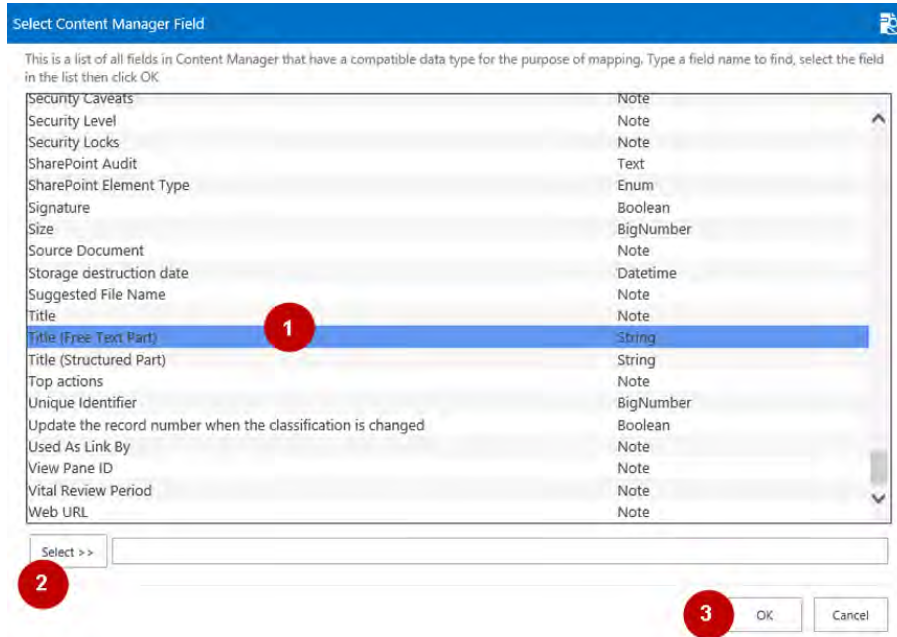 Select Content Manager Field
This is a list of all fields in Content Manager that have a compatible data type for the purpose of mapping. Type a field name to find, select the field
in the list then click OK
Security Caveats Note
Security Level Note
Security Locks Note
SharePoint Audit Text
SharePoint Element Type Enum
Signature Boolean
Size BigNumber
Source Document Note
Storage destruction date Datetime
Suggested File Name Note
Title Note
Title (Free Text Part) String
1
Title (Structured Part) String
Top actions Note
Unique Identifier BigNumber
Update the record number when the classification is changed Boolean
Used As Link By Note
View Pane ID Note
Vital Review Period Note
Web URL Note
Select >>
2
3 OK Cancel